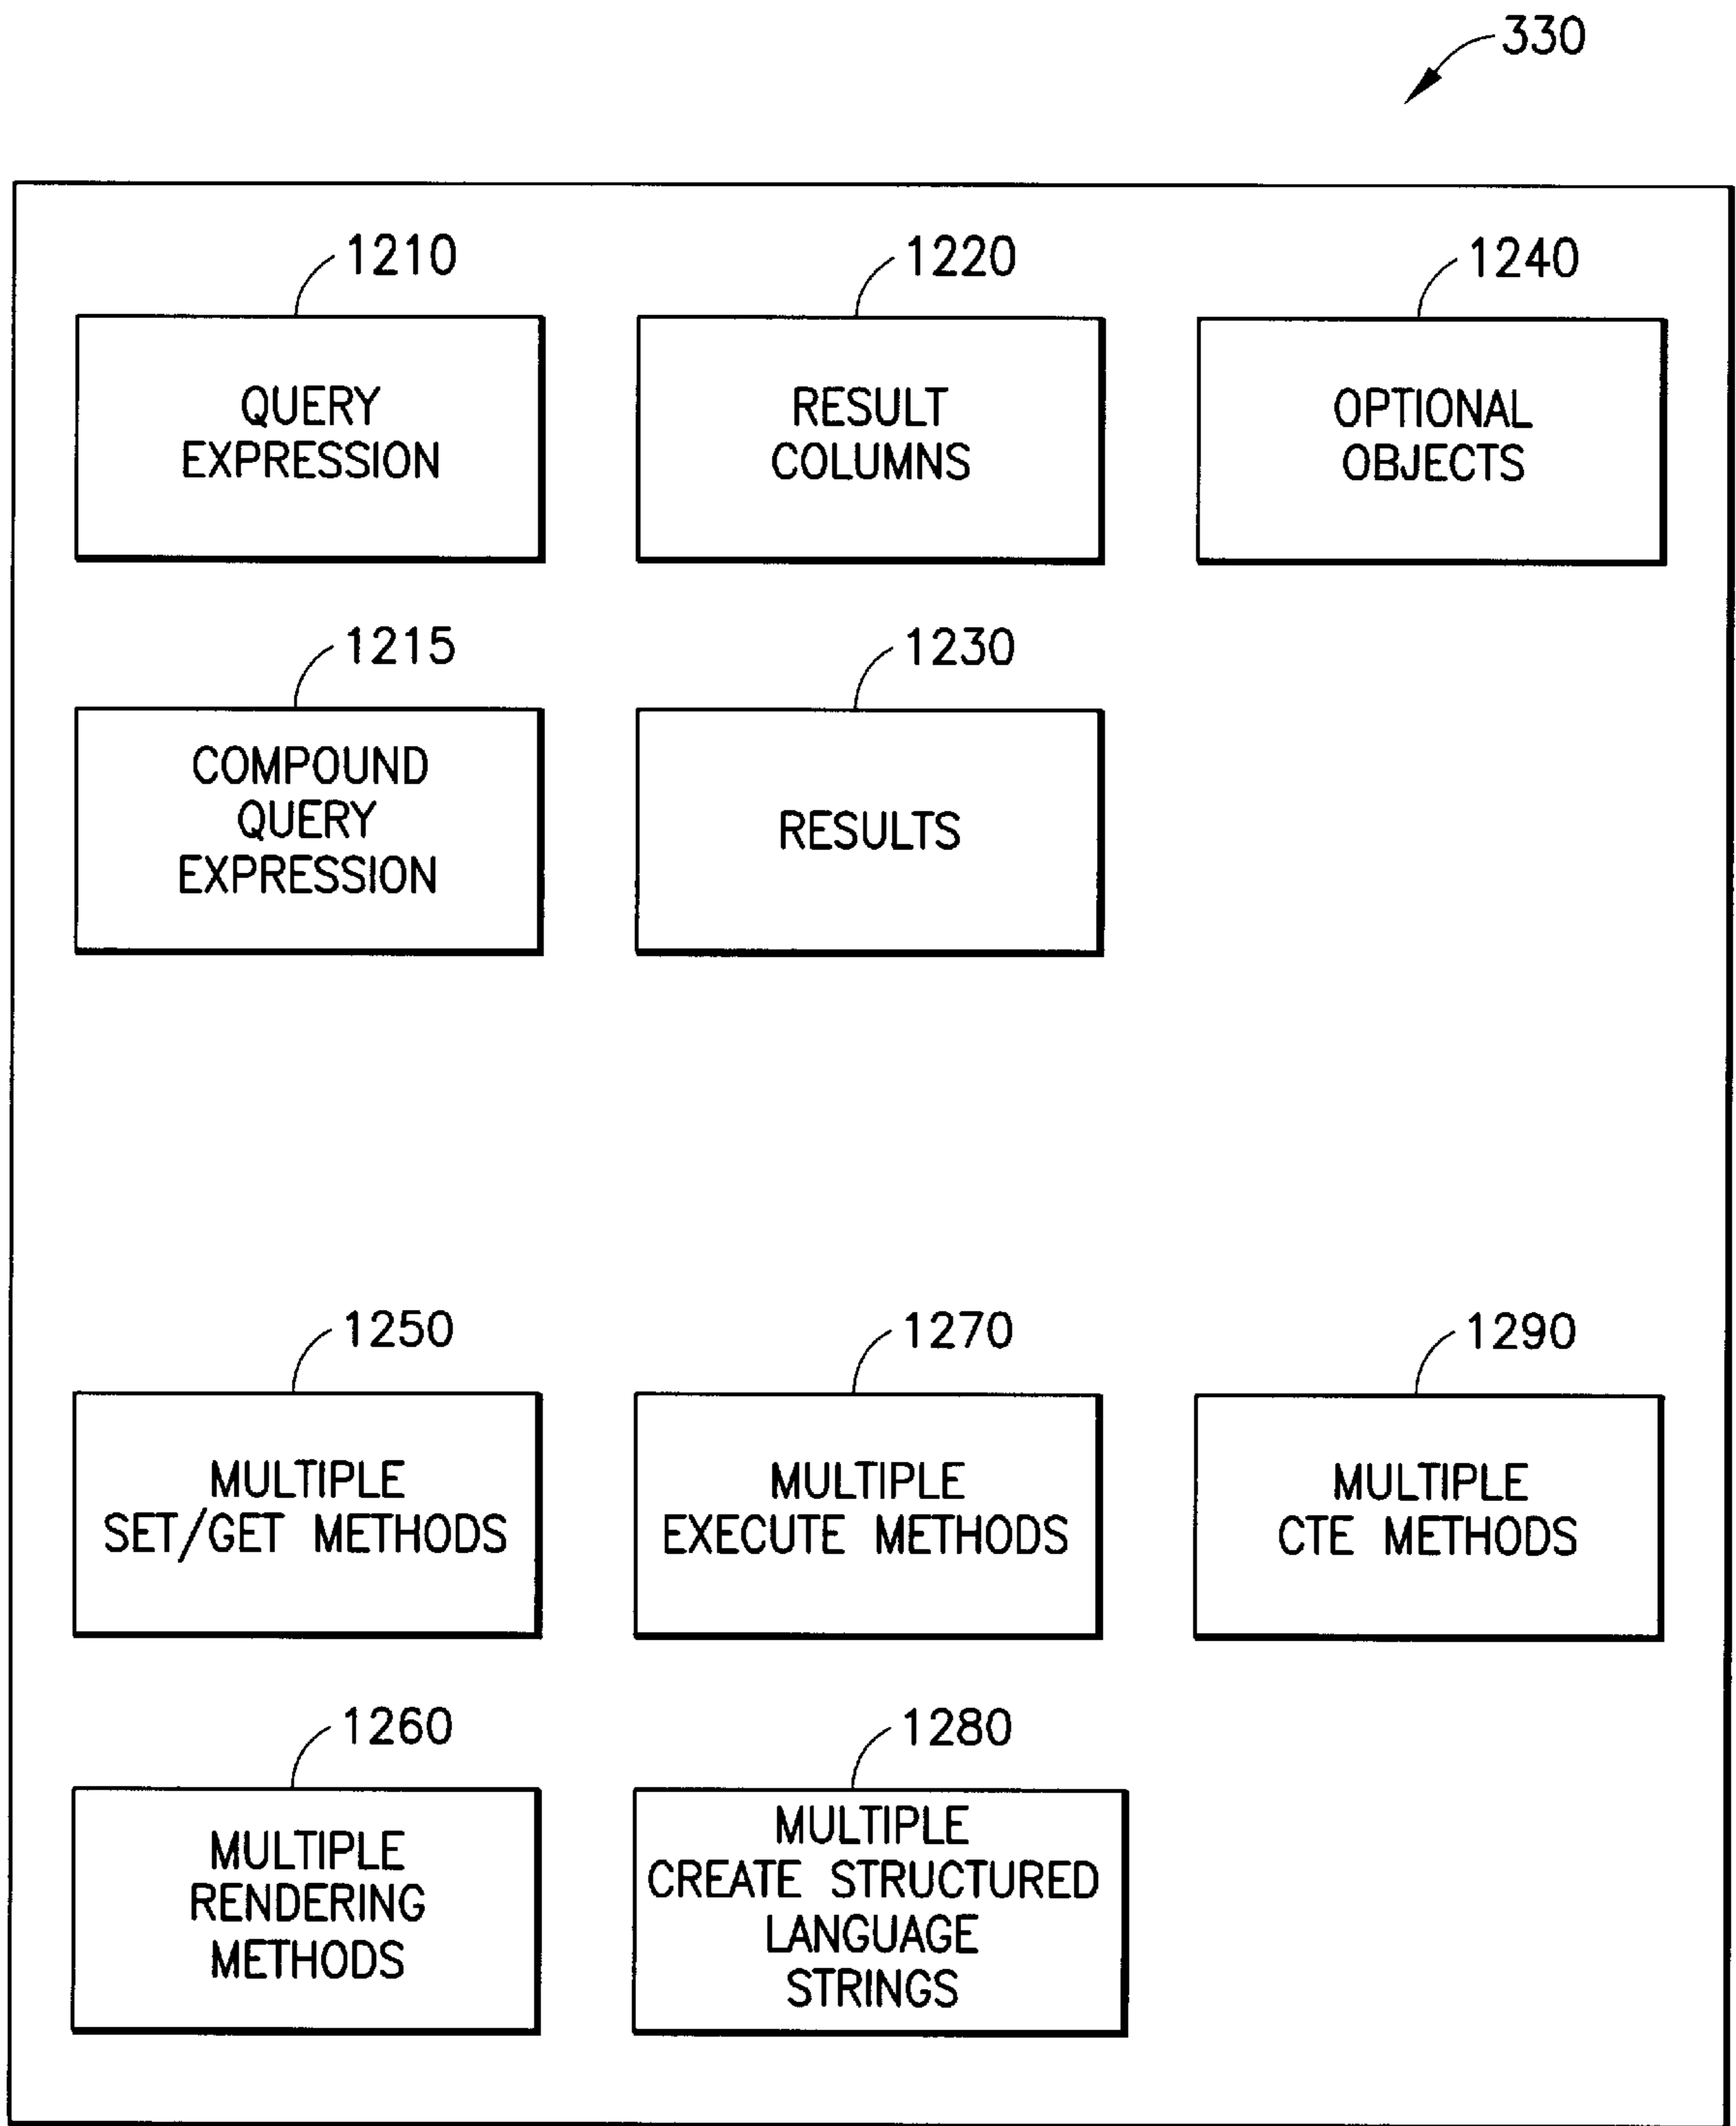 330
1210
1220
1240
QUERY
EXPRESSION
RESULT
COLUMNS
OPTIONAL
OBJECTS
1215
1230
COMPOUND
QUERY
EXPRESSION
RESULTS
1250
1270
1290
MULTIPLE
SET/GET METHODS
MULTIPLE
EXECUTE METHODS
MULTIPLE
CTE METHODS
1260
1280
MULTIPLE
RENDERING
METHODS
MULTIPLE
CREATE STRUCTURED
LANGUAGE
STRINGS